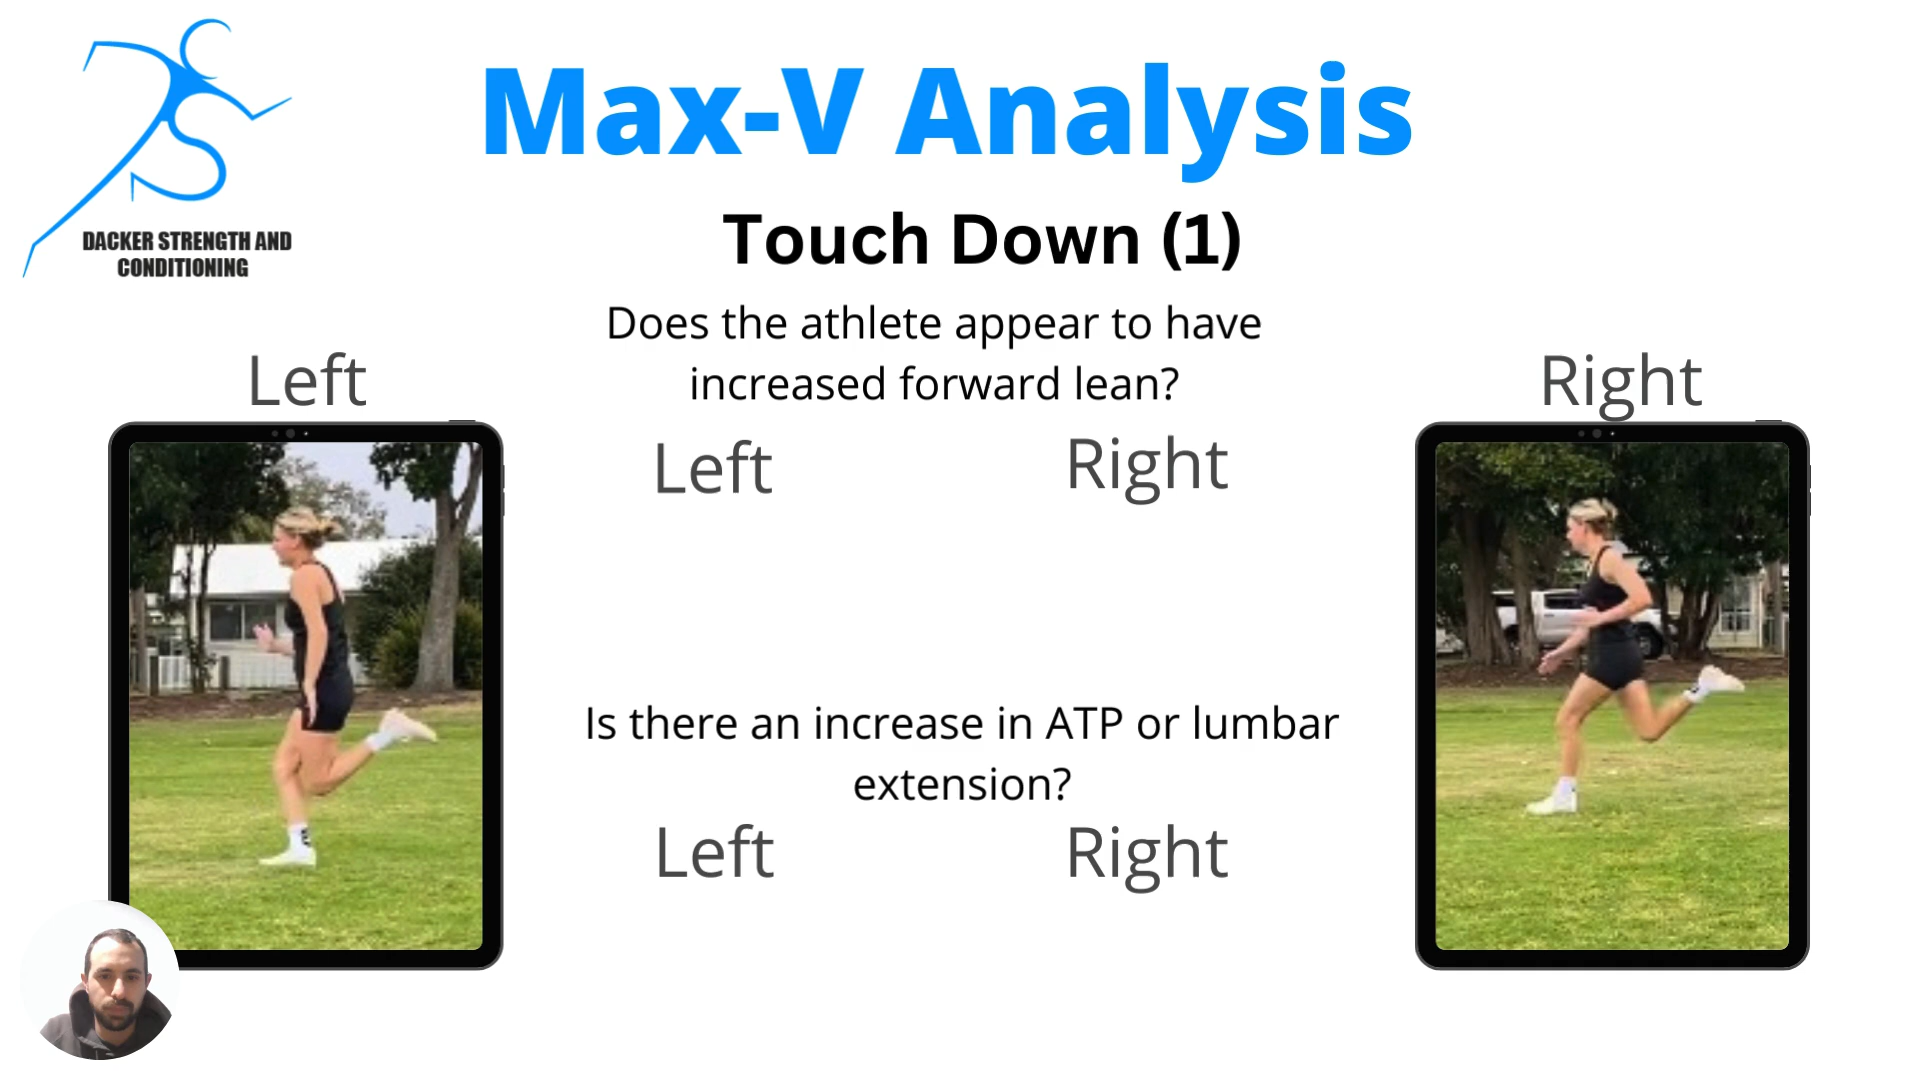 Max-V Analysis
Touch Down (1)
DACKER STRENGTH AND
CONDITIONING
Does the athlete appear to have
increased forward lean?
Left
Right
Left
Right
Is there an increase in ATP or lumbar
extension?
Left
Right